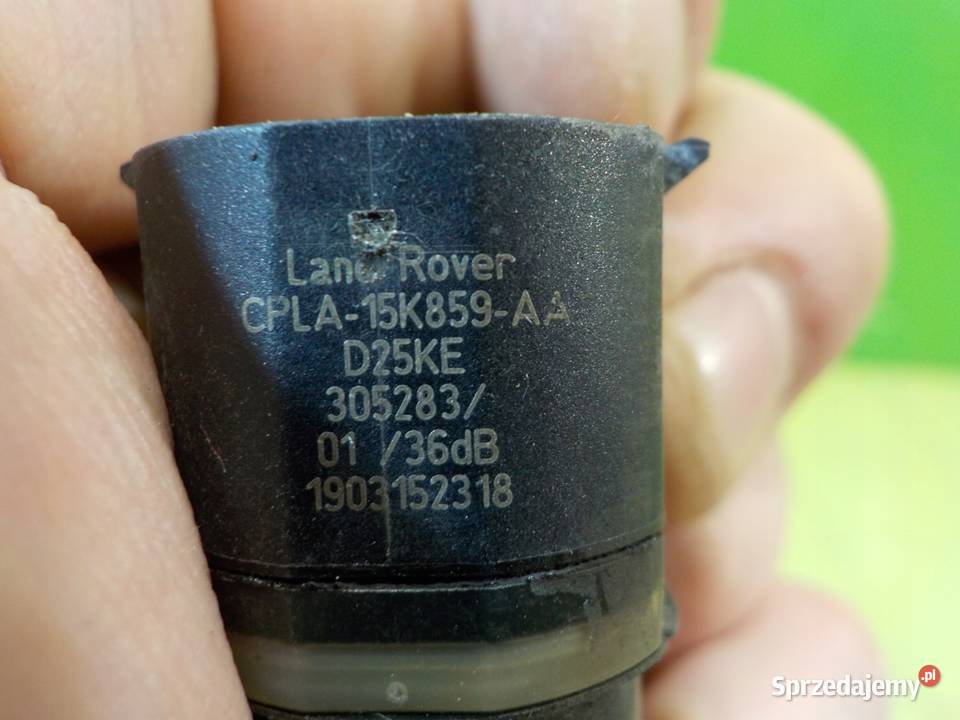 Land Rover
CPLA-15K859-AA
D25KE
305283/
01 /36dB
1903152318
Sprzedajemy.pl